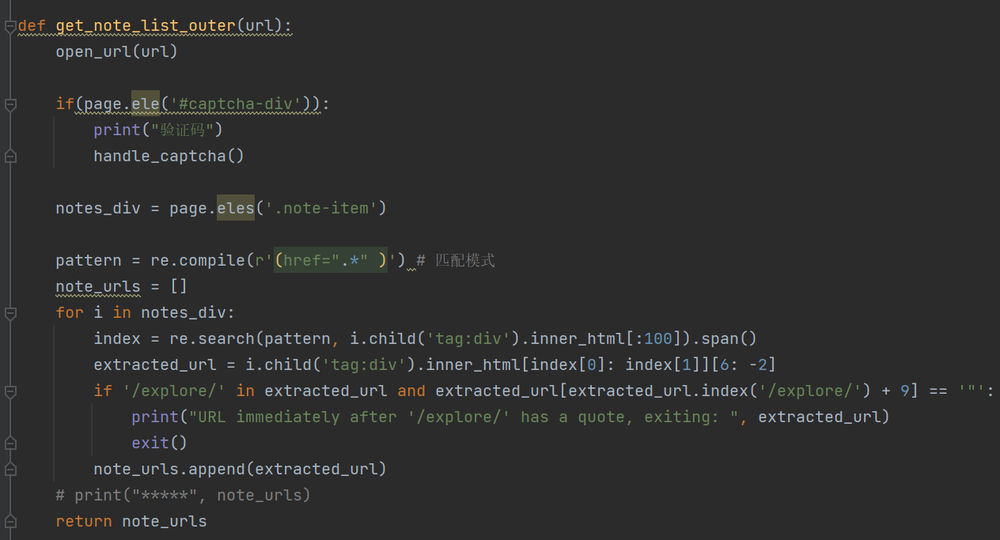 def get_note_list_outer(url):
    open_url(url)

    if(page.ele('#captcha-div')):
        print("验证码")
        handle_captcha()

    notes_div = page.eles('.note-item')

    pattern = re.compile(r'(href=".*" )') # 匹配模式
    note_urls = []
    for i in notes_div:
        index = re.search(pattern, i.child('tag:div').inner_html[:100]).span()
        extracted_url = i.child('tag:div').inner_html[index[0]: index[1]][6: -2]
        if '/explore/' in extracted_url and extracted_url[extracted_url.index('/explore/') + 9] == '"':
            print("URL immediately after '/explore/' has a quote, exiting: ", extracted_url)
            exit()
        note_urls.append(extracted_url)
    # print("*****", note_urls)
    return note_urls